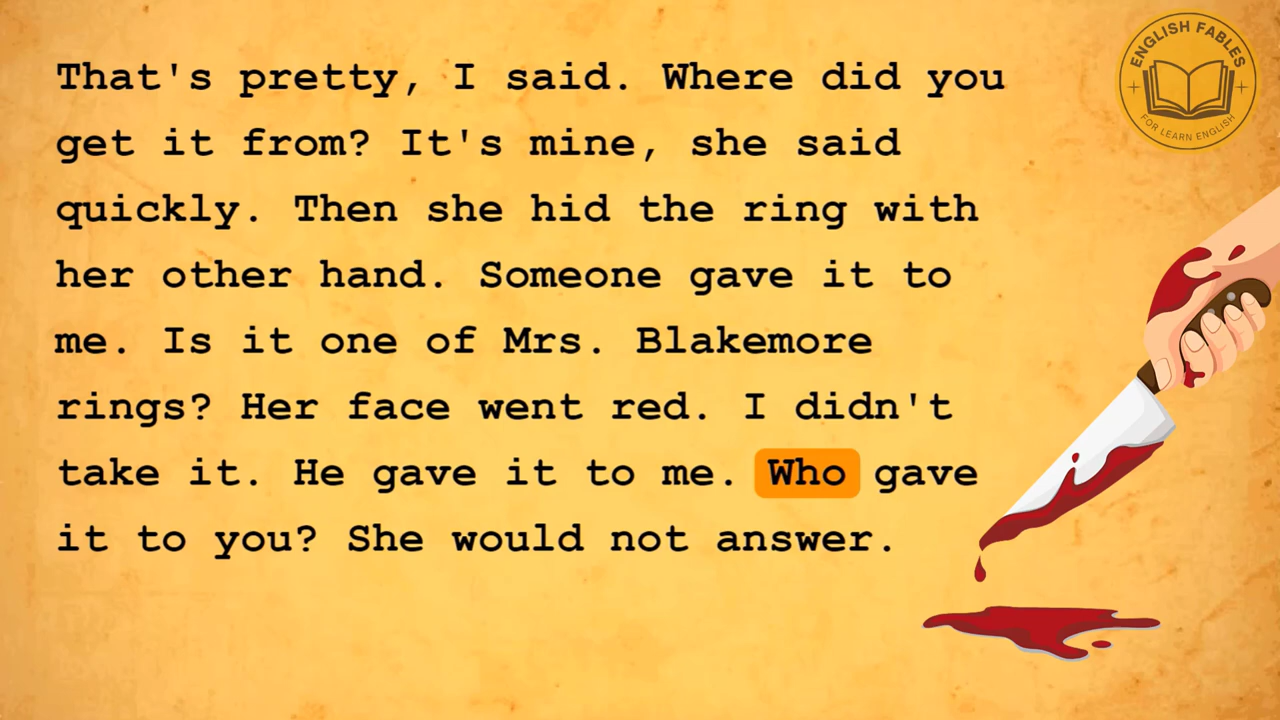 That's pretty, I said. Where did you
get it from? It's mine, she said
quickly. Then she hid the ring with
her other hand. Someone gave it to
me. Is it one of Mrs. Blakemore
rings? Her face went red. I didn't
take it. He gave it to me. Who gave
it to you? She would not answer.
ENGLISH FABLES
FOR LEARN ENGLISH